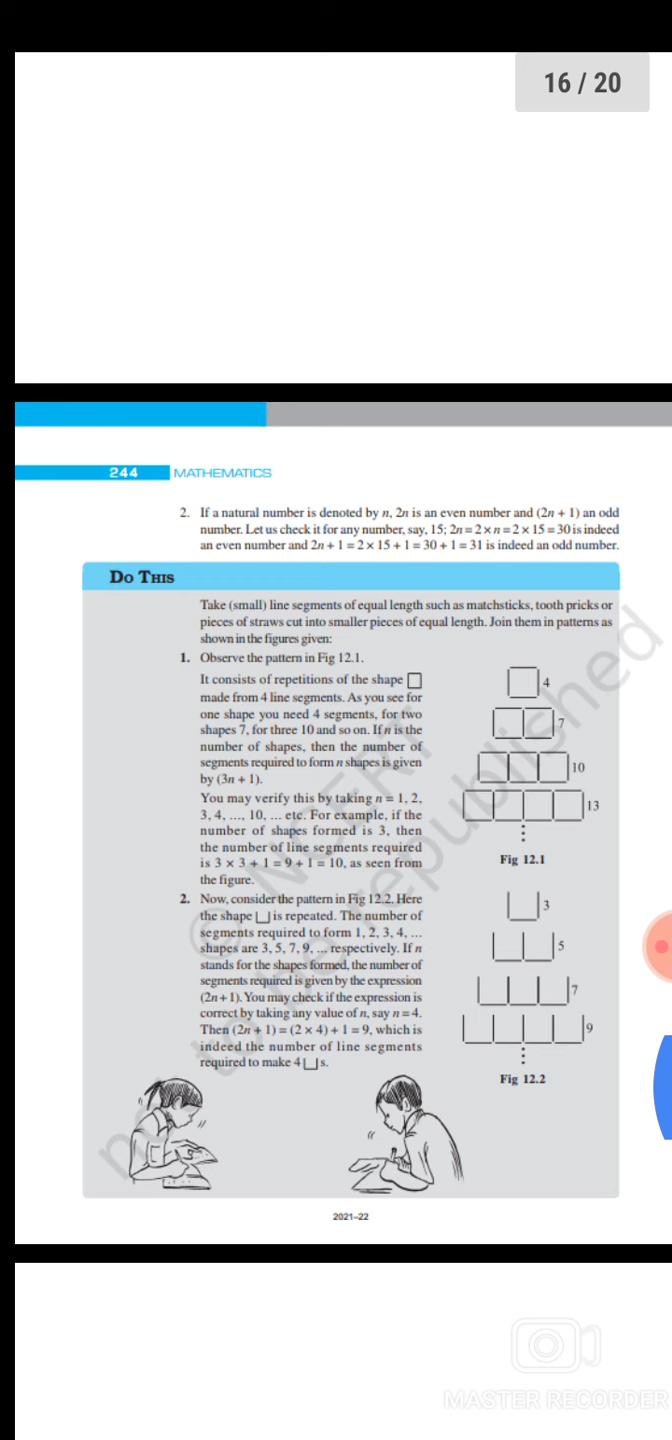 16 / 20
244 MATHEMATICS
2. If a natural number is denoted by n, 2n is an even number and (2n + 1) an odd
number. Let us check it for any number, say, 15; 2n = 2 × n = 2 × 15 = 30 is indeed
an even number and 2n + 1 = 2 × 15 + 1 = 30 + 1 = 31 is indeed an odd number.
DO THIS
Take (small) line segments of equal length such as matchsticks, tooth pricks or
pieces of straws cut into smaller pieces of equal length. Join them in patterns as
shown in the figures given:
1. Observe the pattern in Fig 12.1.
It consists of repetitions of the shape
made from 4 line segments. As you see for
one shape you need 4 segments, for two
shapes 7, for three 10 and so on. If n is the
number of shapes, then the number of
segments required to form n shapes is given
by (3n + 1).
You may verify this by taking n = 1, 2,
3, 4, ..., 10, ... etc. For example, if the
number of shapes formed is 3, then
the number of line segments required
is 3 × 3 + 1 = 9 + 1 = 10, as seen from
the figure.
4
7
10
13
Fig 12.1
2. Now, consider the pattern in Fig 12.2. Here
the shape is repeated. The number of
segments required to form 1, 2, 3, 4, ...
shapes are 3, 5, 7, 9, ... respectively. If n
stands for the shapes formed, the number of
segments required is given by the expression
(2n + 1). You may check if the expression is
correct by taking any value of n, say n = 4.
Then (2n + 1) = (2 × 4) + 1 = 9, which is
indeed the number of line segments
required to make 4 s.
3
5
7
9
Fig 12.2
© NCERT
not to be republished
2021–22
MASTER RECORDER